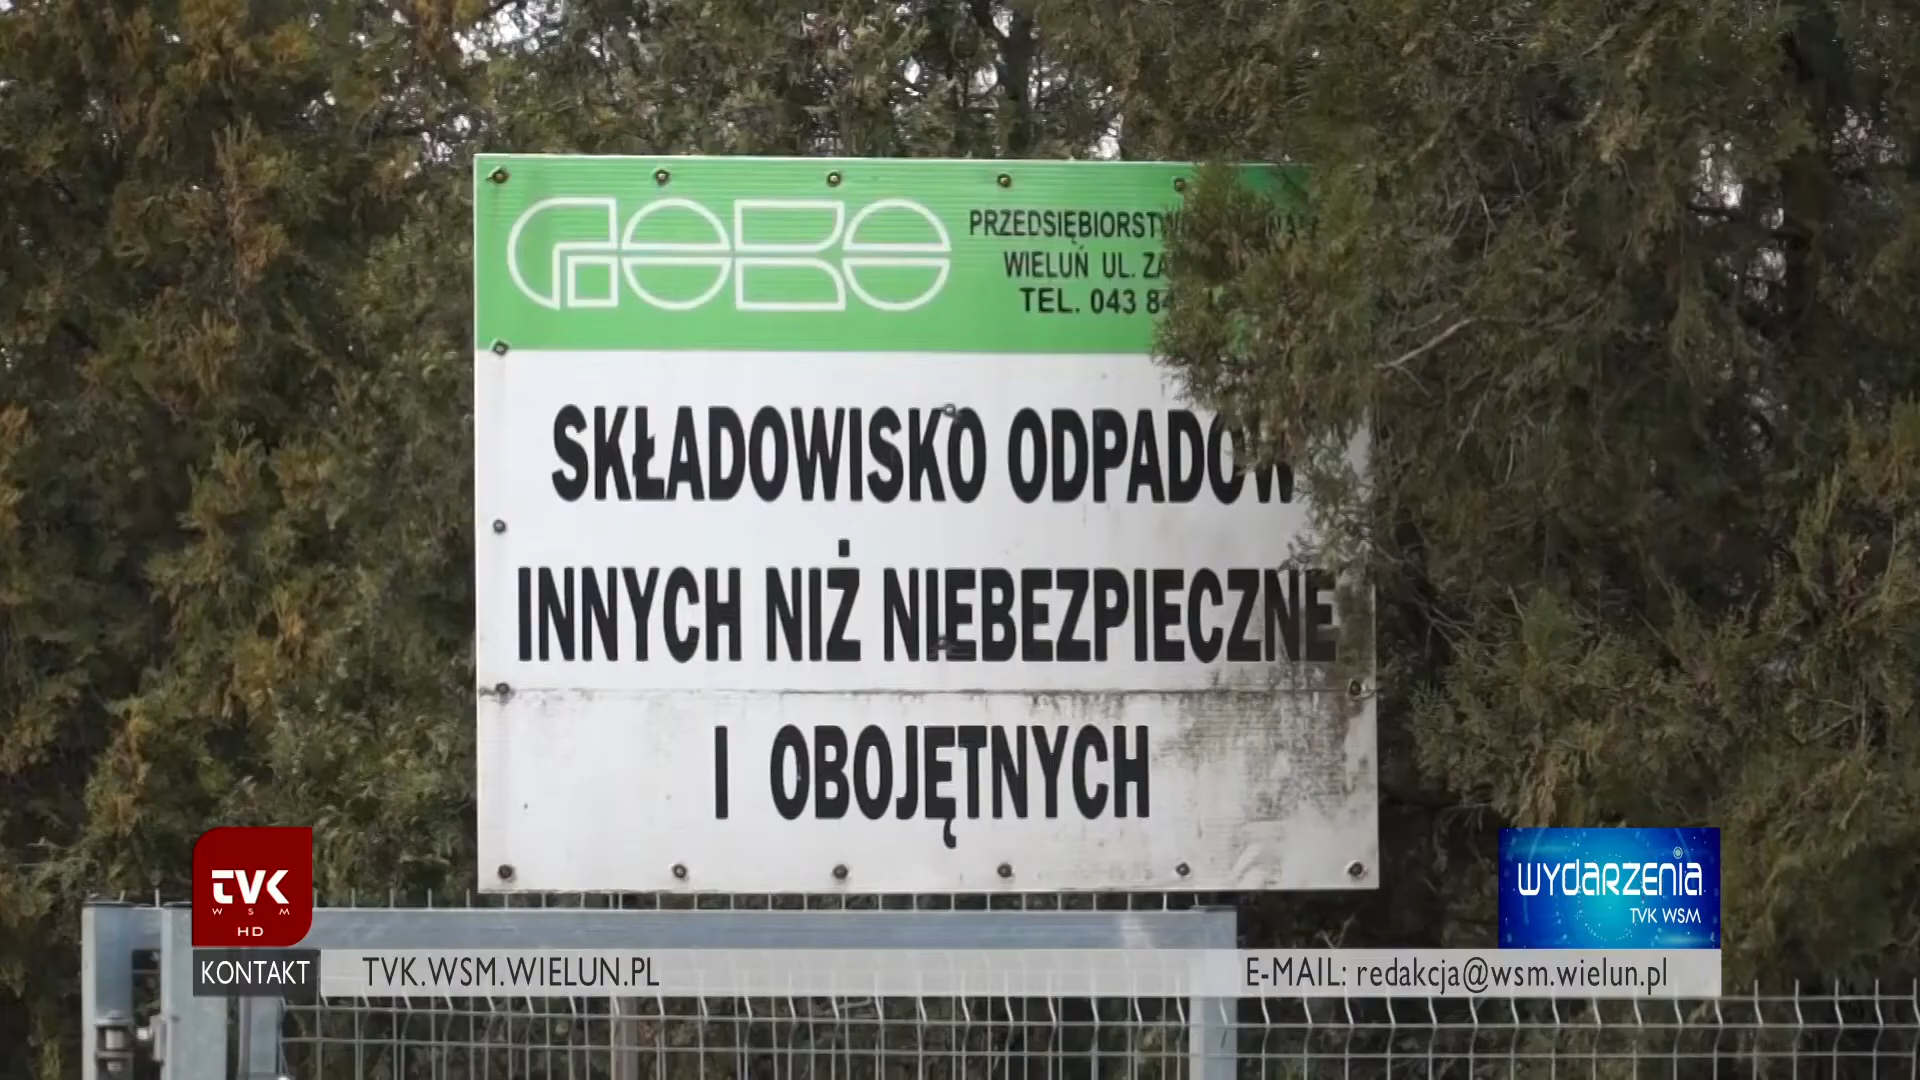 GOBO
WIELUŃ UL.
TEL. 043
SKŁADOWISKO ODPADÓW
INNYCH NIŻ NIEBEZPIECZNE
I OBOJĘTNYCH
TVK
WSM
HD
WYDARZENIA
TVK WSM
KONTAKT
TVK.WSM.WIELUN.PL
E-MAIL: redakcja@wsm.wielun.pl